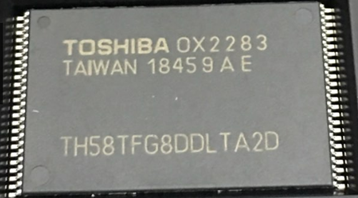 TOSHIBA OX2283
TAIWAN 18459AE
TH58TFG8DDLTA2D